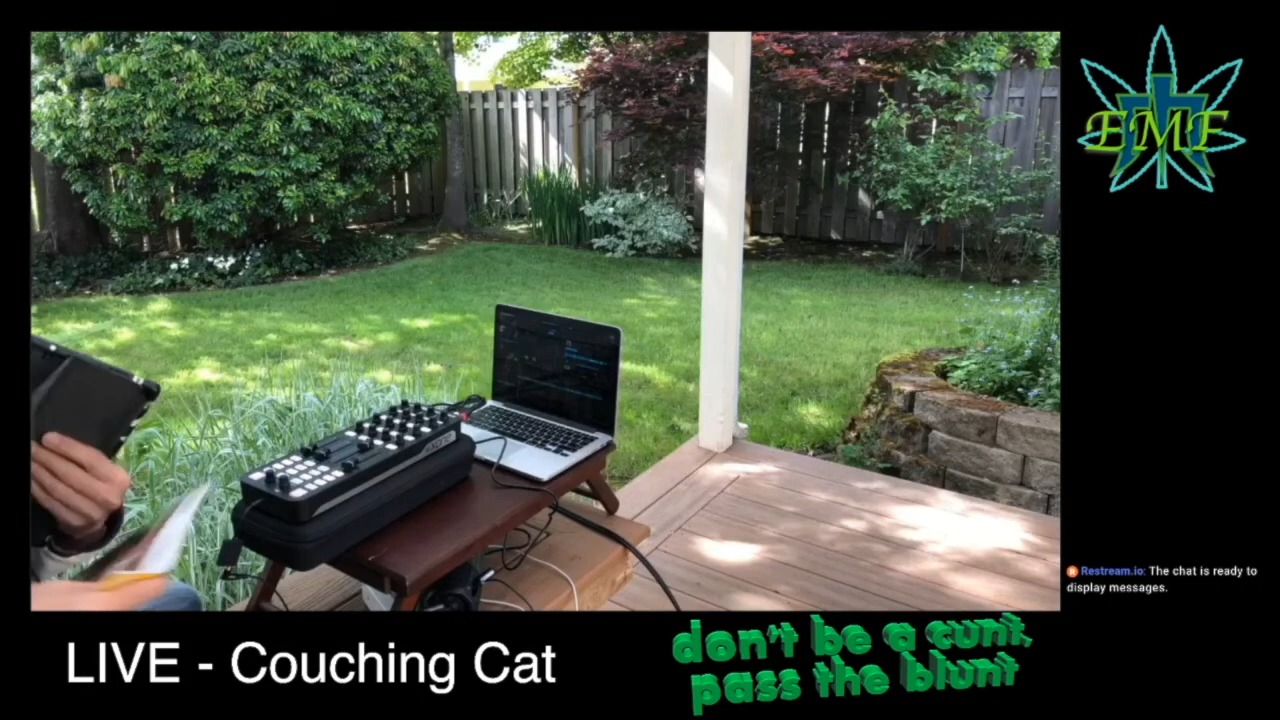 EMF
Restream.io: The chat is ready to
display messages.
LIVE - Couching Cat
don't be a cunt,
pass the blunt